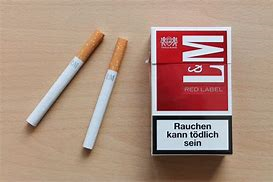 L&M
RED LABEL
Rauchen
kann tödlich
sein